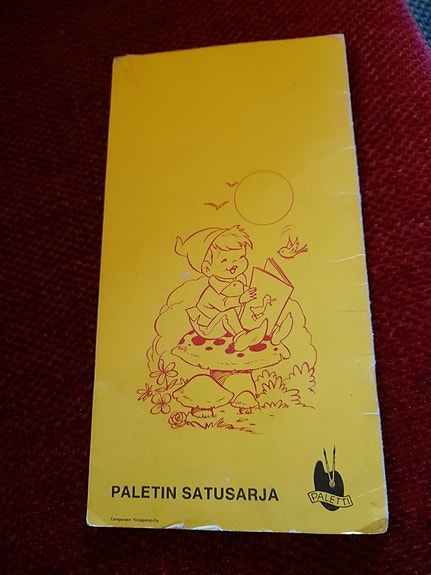 PALETIN SATUSARJA
PALETTI
Tampereen Kirjapaino-Oy